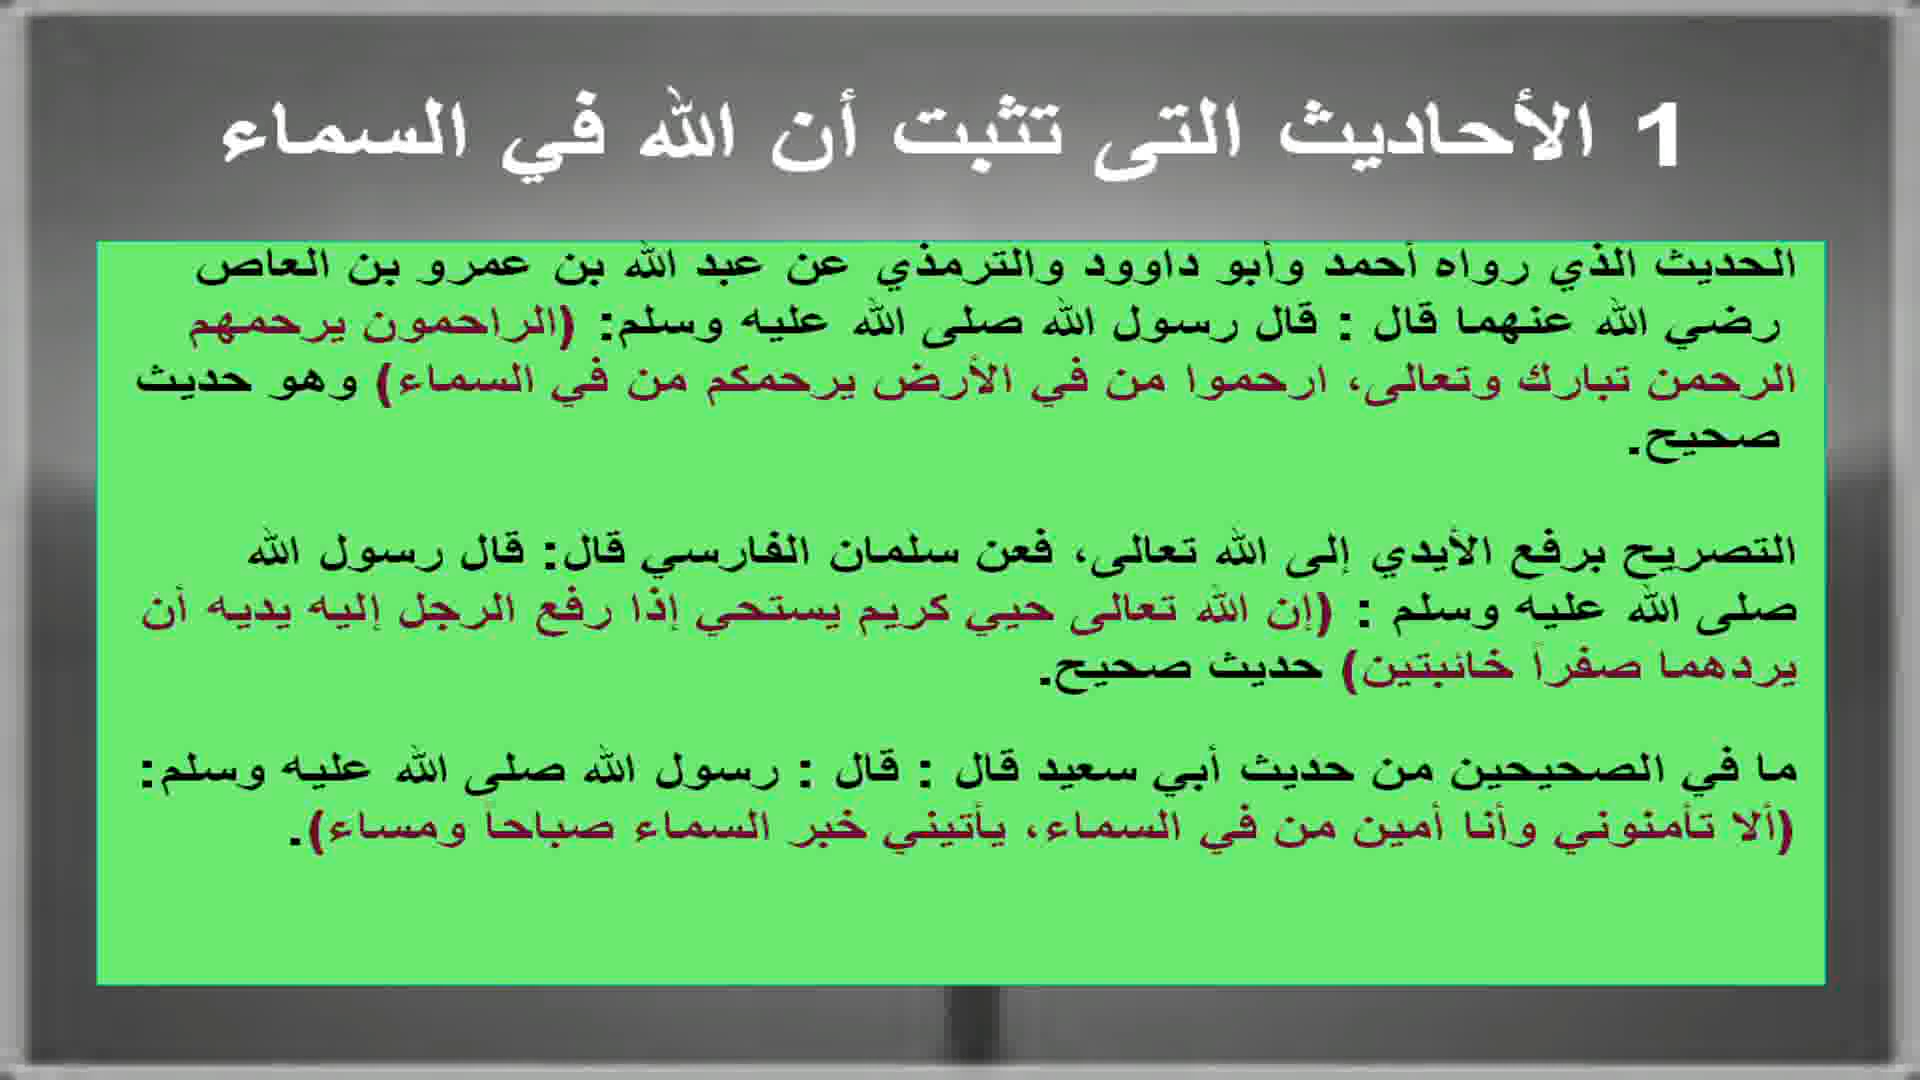 1 الأحاديث التى تثبت أن الله في السماء
الحديث الذي رواه أحمد وأبو داوود والترمذي عن عبد الله بن عمرو بن العاص
رضي الله عنهما قال : قال رسول الله صلى الله عليه وسلم: (الراحمون يرحمهم
الرحمن تبارك وتعالى، ارحموا من في الأرض يرحمكم من في السماء) وهو حديث
صحيح.
التصريح برفع الأيدي إلى الله تعالى، فعن سلمان الفارسي قال: قال رسول الله
صلى الله عليه وسلم : (إن الله تعالى حيي كريم يستحي إذا رفع الرجل إليه يديه أن
يردهما صفراً خائبتين) حديث صحيح.
ما في الصحيحين من حديث أبي سعيد قال : قال : رسول الله صلى الله عليه وسلم:
(ألا تأمنوني وأنا أمين من في السماء، يأتيني خبر السماء صباحاً ومساء).